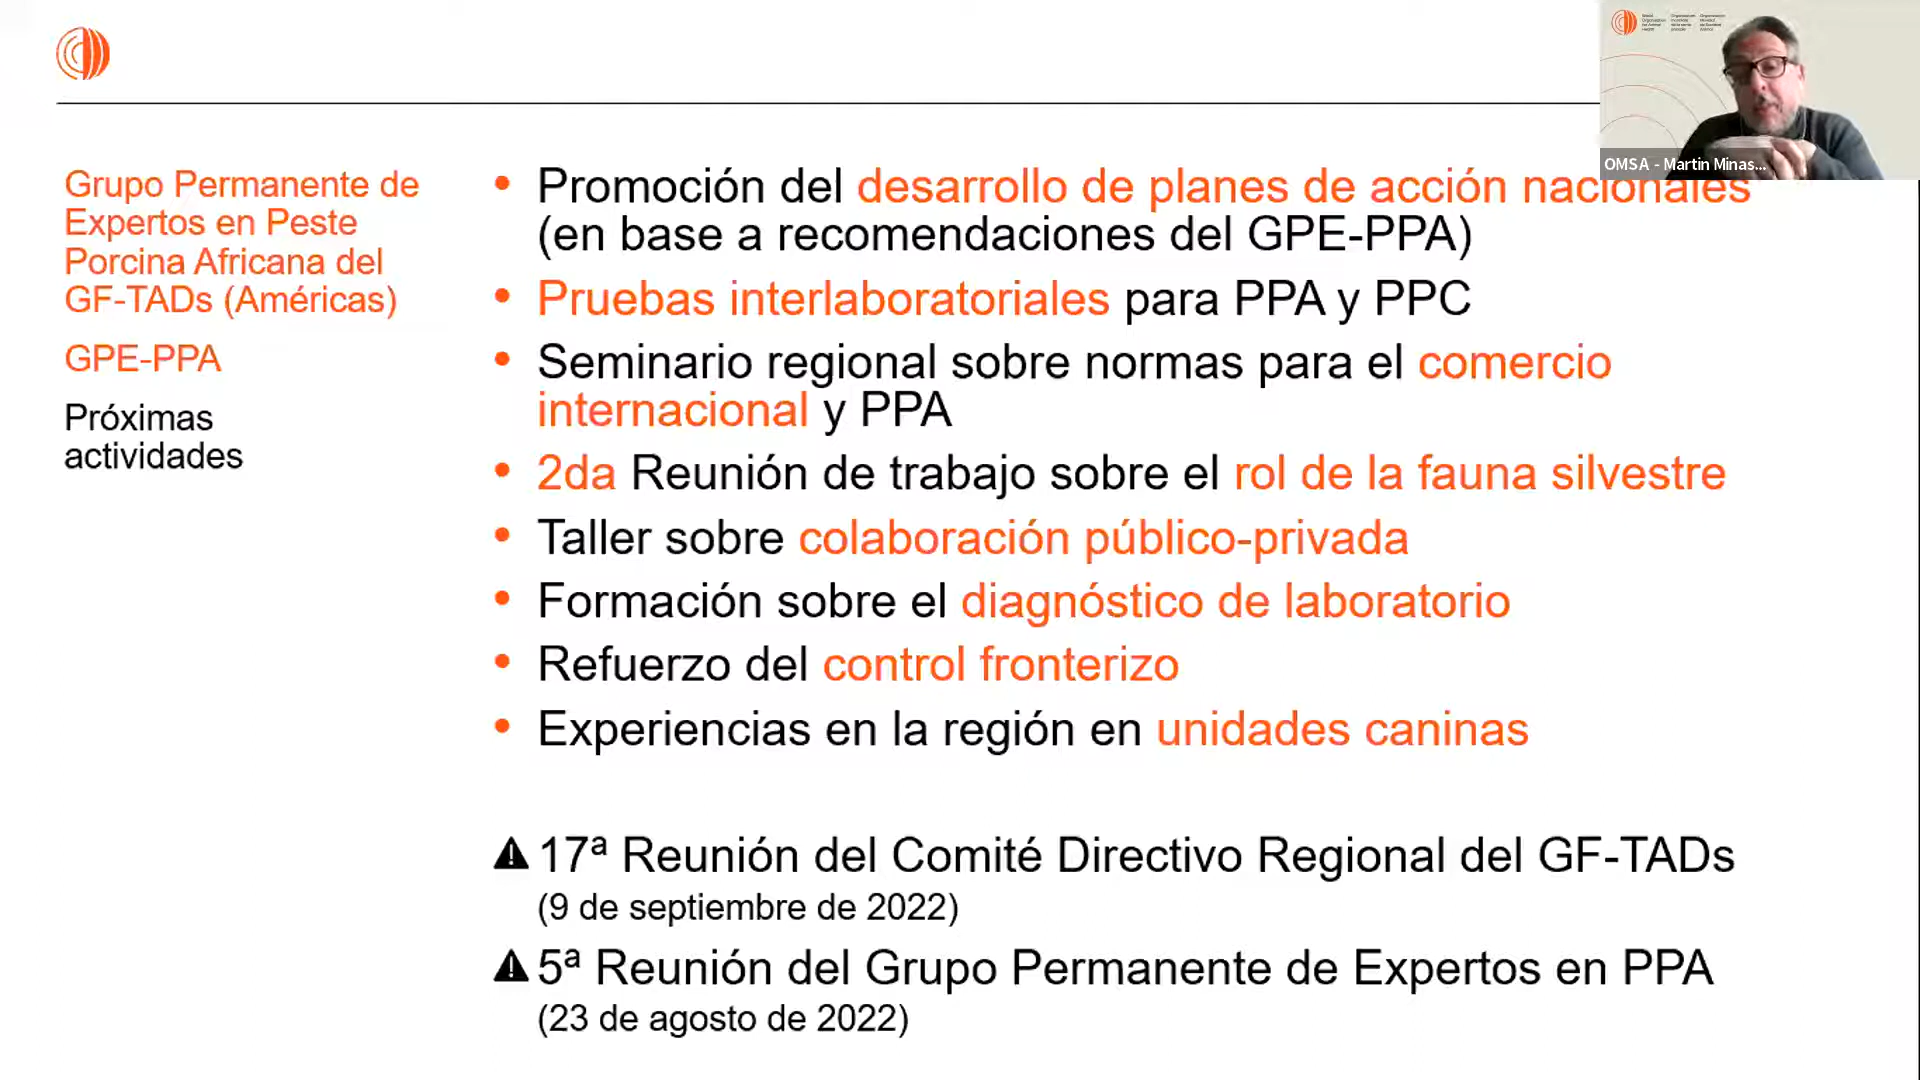 Grupo Permanente de
Expertos en Peste
Porcina Africana del
GF-TADs (Américas)
GPE-PPA
Próximas
actividades
• Promoción del desarrollo de planes de acción nacionales
(en base a recomendaciones del GPE-PPA)
• Pruebas interlaboratoriales para PPA y PPC
• Seminario regional sobre normas para el comercio
internacional y PPA
• 2da Reunión de trabajo sobre el rol de la fauna silvestre
• Taller sobre colaboración público-privada
• Formación sobre el diagnóstico de laboratorio
• Refuerzo del control fronterizo
• Experiencias en la región en unidades caninas
17ª Reunión del Comité Directivo Regional del GF-TADs
(9 de septiembre de 2022)
5ª Reunión del Grupo Permanente de Expertos en PPA
(23 de agosto de 2022)
OMSA - Martin Minas...